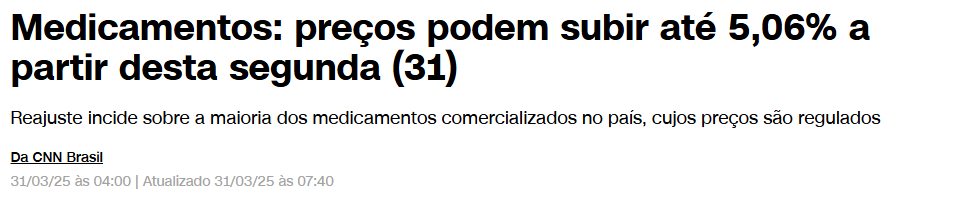 Medicamentos: preços podem subir até 5,06% a
partir desta segunda (31)
Reajuste incide sobre a maioria dos medicamentos comercializados no país, cujos preços são regulados
Da CNN Brasil
31/03/25 às 04:00 | Atualizado 31/03/25 às 07:40